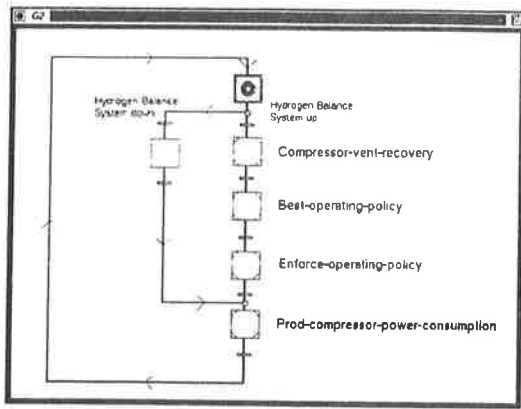 G2
Hydrogen Balance
System down
Hydrogen Balance
System up
Compressor-vent-recovery
Best-operating-policy
Enforce-operating-policy
Prod-compressor-power-consumption